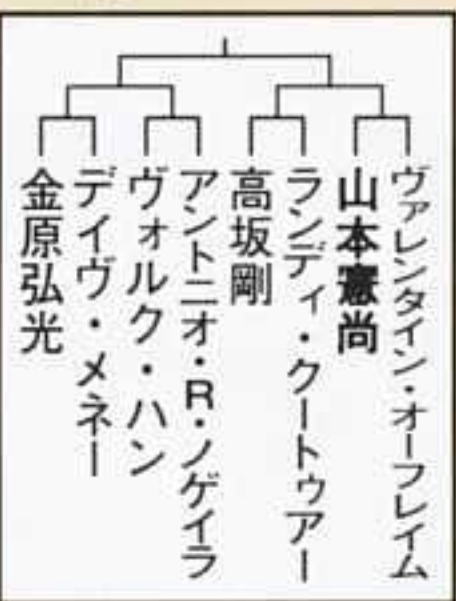 ヴァレンタイン・オーフレイム
山本憲尚
ランディ・クートゥアー
高坂剛
アントニオ・R・ノゲイラ
ヴォルク・ハン
デイヴ・メネー
金原弘光